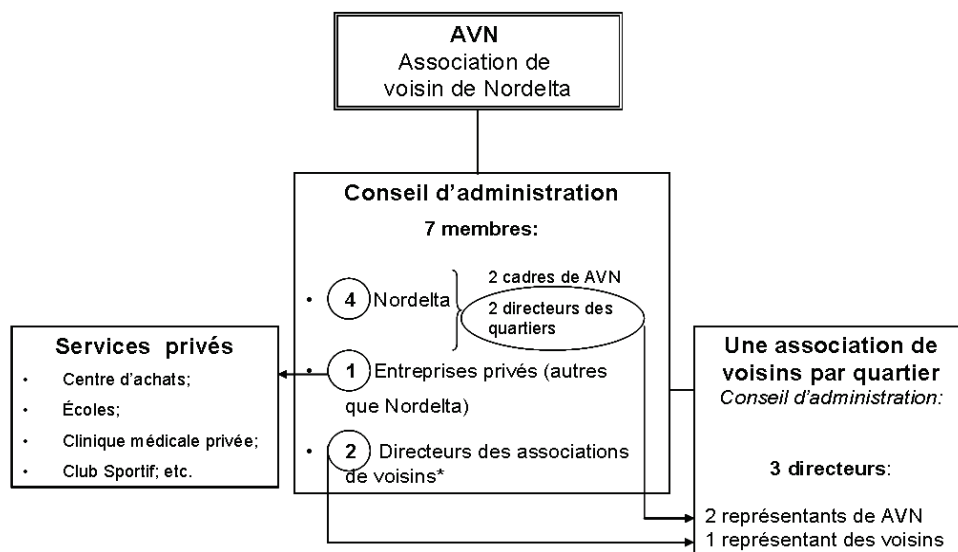 AVN
Association de
voisin de Nordelta
Conseil d'administration
7 membres:
• 4 Nordelta
2 cadres de AVN
2 directeurs des
quartiers
• 1 Entreprises privés (autres
que Nordelta)
• 2 Directeurs des associations
de voisins*
Services privés
• Centre d'achats;
• Écoles;
• Clinique médicale privée;
• Club Sportif; etc.
Une association de
voisins par quartier
Conseil d'administration:
3 directeurs:
2 représentants de AVN
1 représentant des voisins